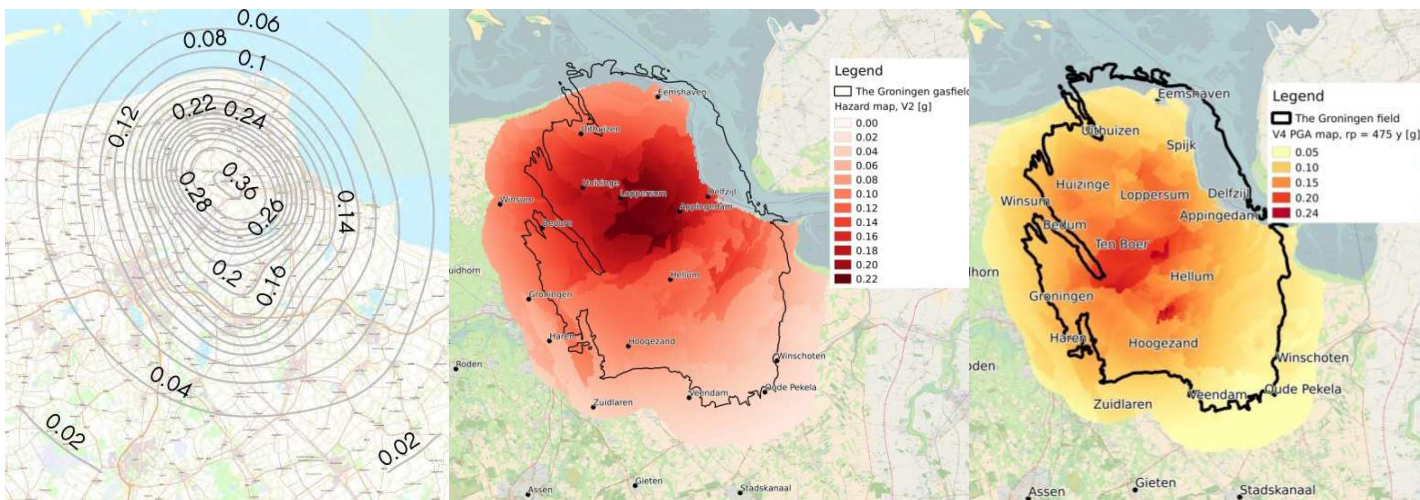 0.06
0.08
0.1
0.22
0.24
0.12
0.36
0.28
0.26
0.14
0.2
0.16
0.04
0.02
0.02
Legend
The Groningen gasfield
Hazard map, V2 [g]
0.00
0.02
0.04
0.06
0.08
0.10
0.12
0.14
0.16
0.18
0.20
0.22
Eemshaven
Uithuizen
Huizinge
Loppersum
Delfzijl
Winsum
Appingedam
Bedum
Zuidhorn
Hellum
Groningen
Haren
Hoogezand
Winschoten
Roden
Veendam
Oude Pekela
Zuidlaren
Assen
Gieten
Stadskanaal
Legend
The Groningen field
V4 PGA map, rp = 475 y [g]
0.05
0.10
0.15
0.20
0.24
Eemshaven
Uithuizen
Spijk
Huizinge
Loppersum
Delfzijl
Winsum
Appingedam
Bedum
Ten Boer
dhorn
Hellum
Groningen
Haren
Hoogezand
Winschoten
oden
Veendam
Oude Pekela
Zuidlaren
Assen
Gieten
Stadskanaal